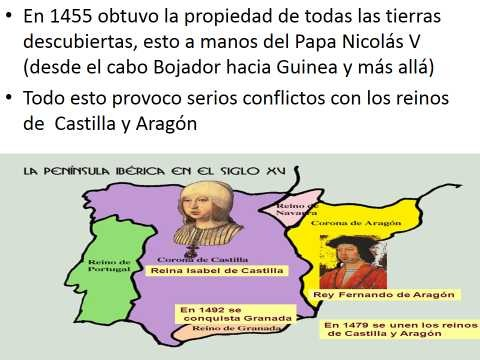 • En 1455 obtuvo la propiedad de todas las tierras
descubiertas, esto a manos del Papa Nicolás V
(desde el cabo Bojador hacia Guinea y más allá)
• Todo esto provoco serios conflictos con los reinos
de Castilla y Aragón
LA PENÍNSULA IBÉRICA EN EL SIGLO XV
Reino de
Navarra
Corona de Aragón
Reino de
Portugal
Corona de Castilla
Reina Isabel de Castilla
Rey Fernando de Aragón
En 1492 se
conquista Granada
Reino de Granada
En 1479 se unen los reinos
de Castilla y Aragón